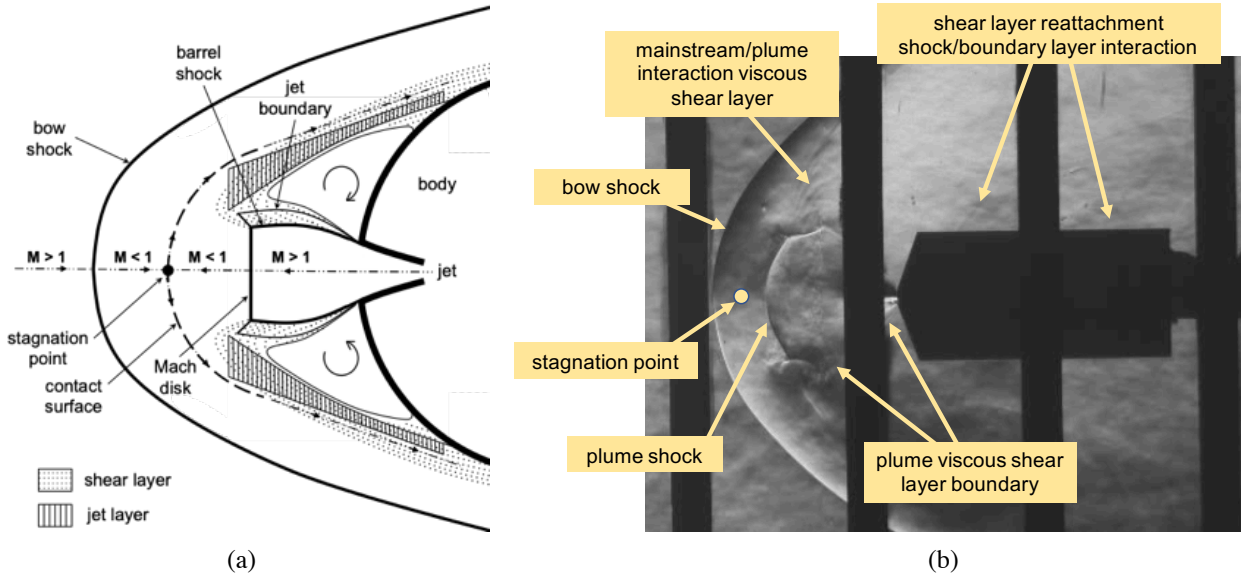 barrel
shock
jet
boundary
bow
shock
body
M > 1
M < 1
M < 1
M > 1
jet
stagnation
point
contact
surface
Mach
disk
shear layer
jet layer
(a)
mainstream/plume
interaction viscous
shear layer
shear layer reattachment
shock/boundary layer interaction
bow shock
stagnation point
plume shock
plume viscous shear
layer boundary
(b)